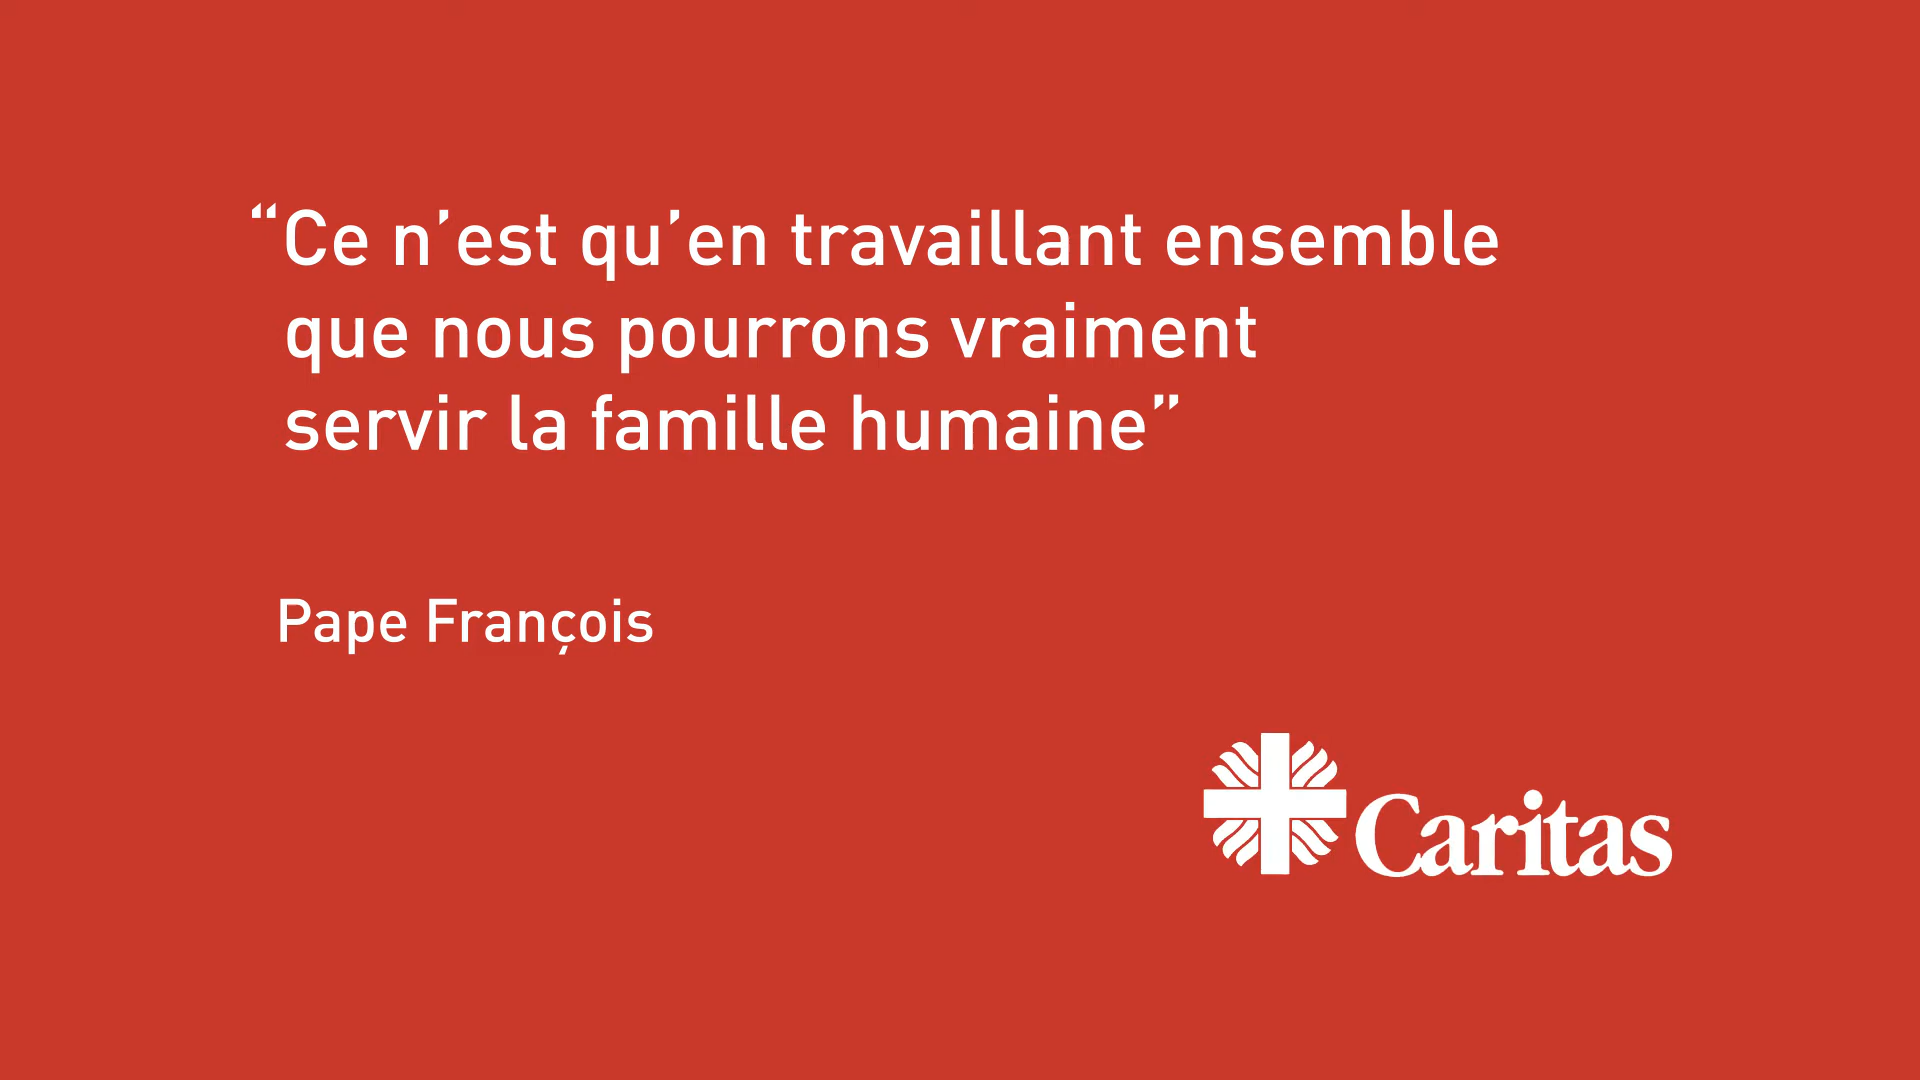 “Ce n’est qu’en travaillant ensemble
que nous pourrons vraiment
servir la famille humaine”
Pape François
Caritas